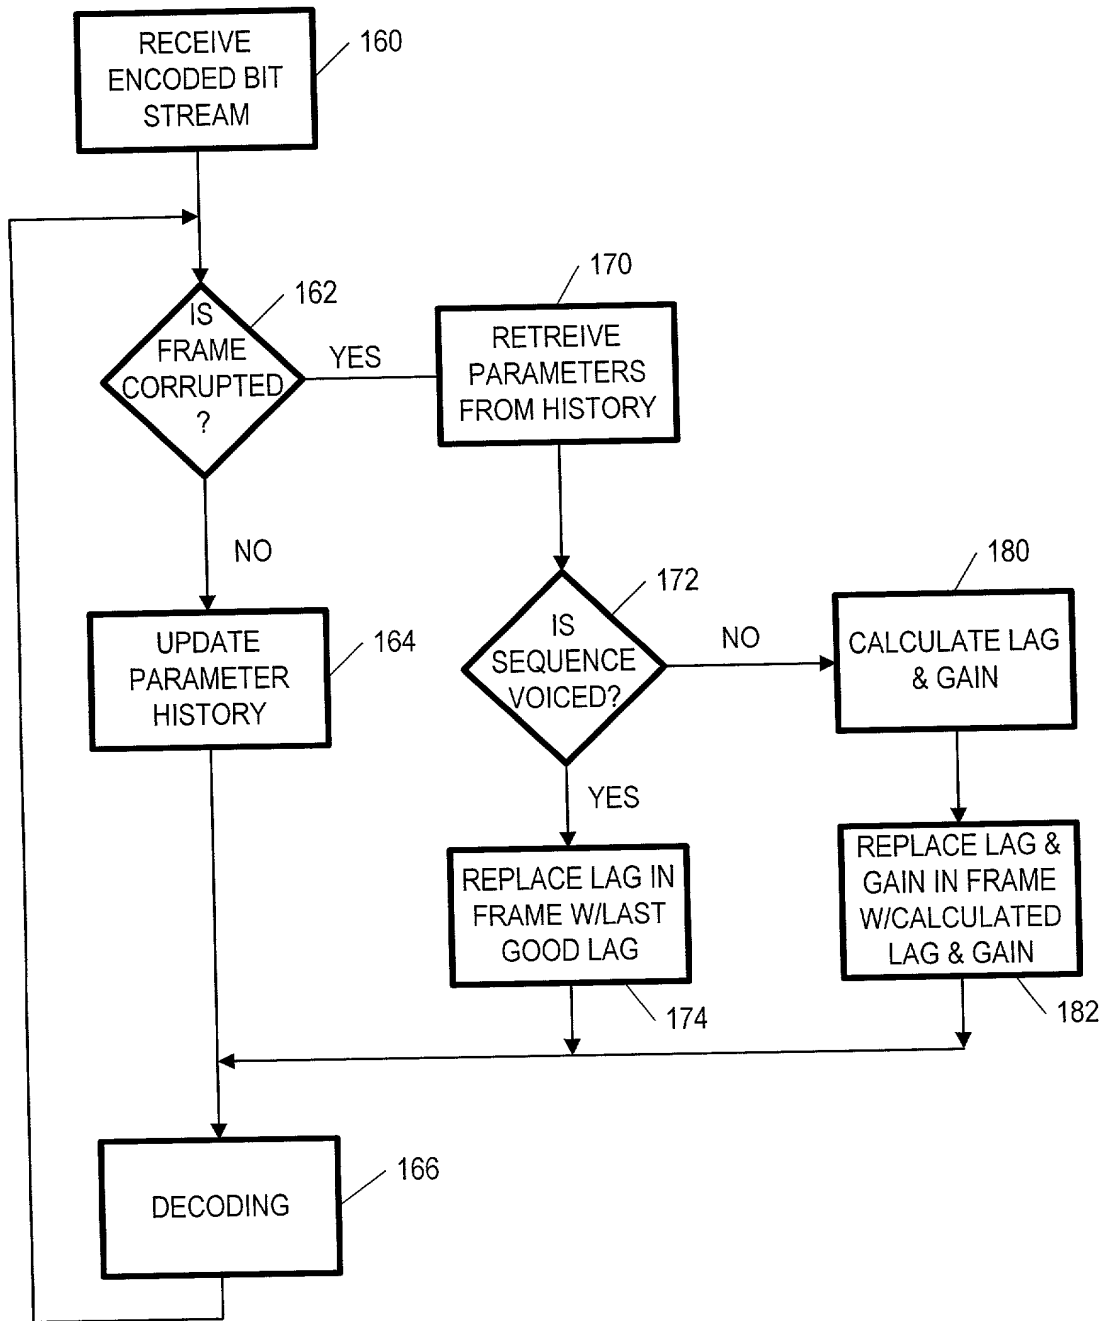 RECEIVE
ENCODED BIT
STREAM
160
IS
FRAME
CORRUPTED
?
162
YES
170
RETREIVE
PARAMETERS
FROM HISTORY
NO
UPDATE
PARAMETER
HISTORY
164
IS
SEQUENCE
VOICED?
172
NO
180
CALCULATE LAG
& GAIN
YES
REPLACE LAG IN
FRAME W/LAST
GOOD LAG
174
REPLACE LAG &
GAIN IN FRAME
W/CALCULATED
LAG & GAIN
182
DECODING
166